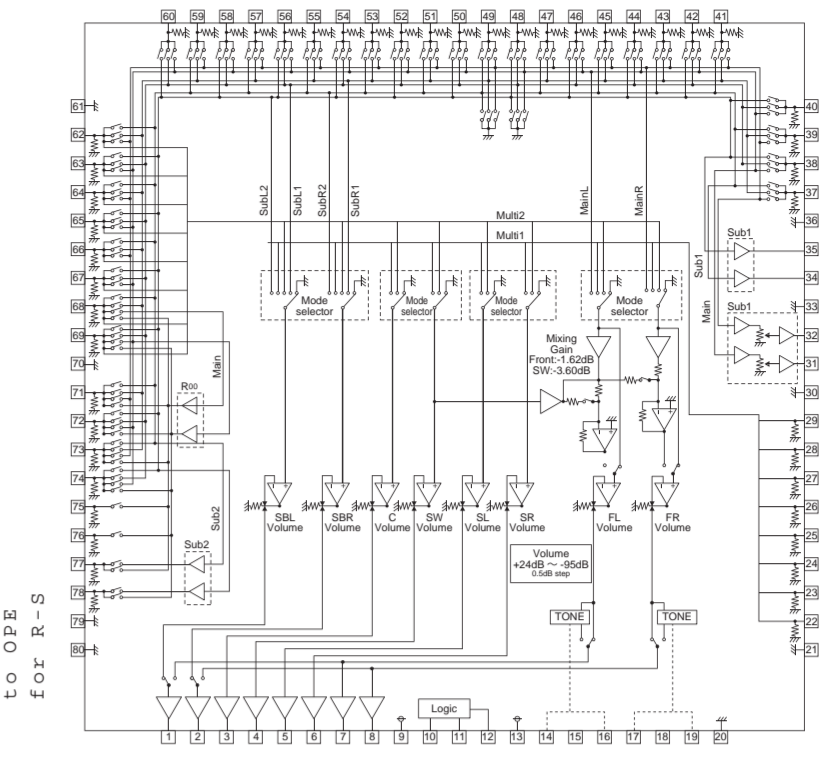 60 59 58 57 56 55 54 53 52 51 50 49 48 47 46 45 44 43 42 41
61
62
63
64
65
66
67
68
69
70
71
72
73
74
75
76
77
78
79
80
40
39
38
37
36
35
34
33
32
31
30
29
28
27
26
25
24
23
22
21
SubL2
SubL1
SubR2
SubR1
MainL
MainR
Multi2
Multi1
Sub1
Sub1
Main
Sub1
Mode
selector
Mode
selector
Mode
selector
Mode
selector
Mixing
Gain
Front:-1.62dB
SW:-3.60dB
Main
R00
Sub2
Sub2
SBL
Volume
SBR
Volume
C
Volume
SW
Volume
SL
Volume
SR
Volume
FL
Volume
FR
Volume
Volume
+24dB ～ -95dB
0.5dB step
TONE
TONE
Logic
1 2 3 4 5 6 7 8 9 10 11 12 13 14 15 16 17 18 19 20
to OPE
for R-S